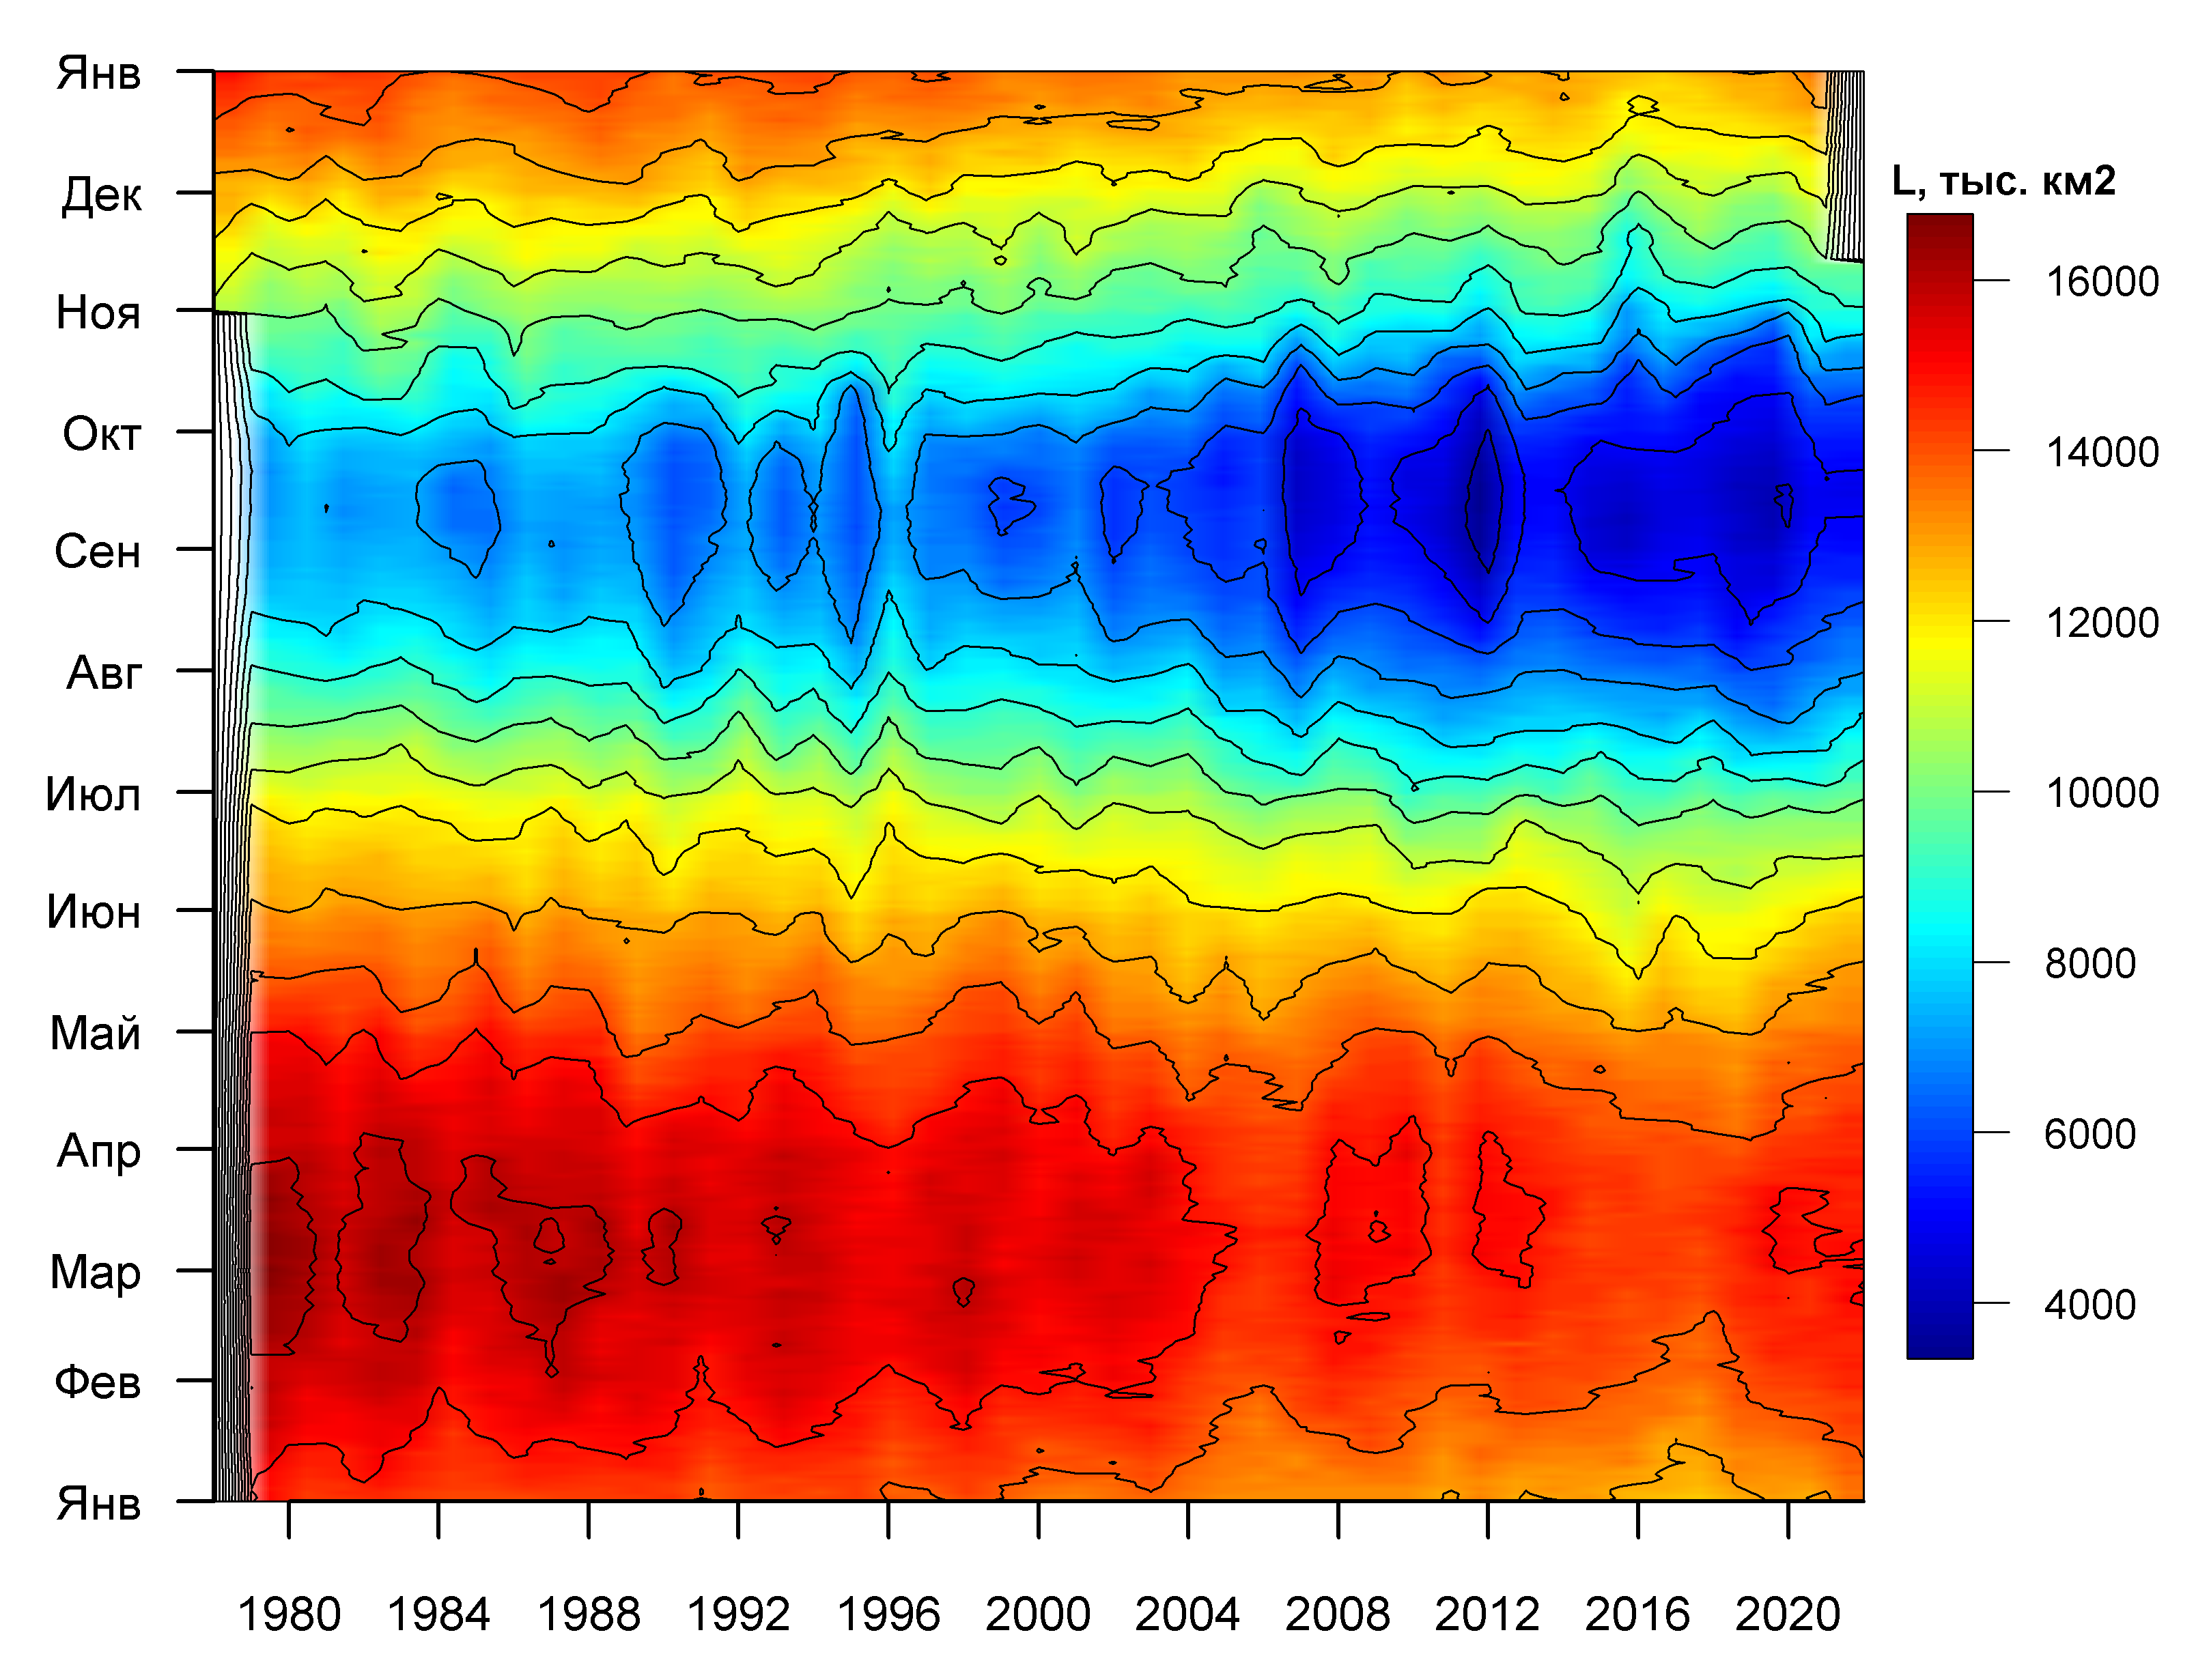 Янв
Дек
Ноя
Окт
Сен
Авг
Июл
Июн
Май
Апр
Мар
Фев
Янв
1980 1984 1988 1992 1996 2000 2004 2008 2012 2016 2020
L, тыс. км2
16000
14000
12000
10000
8000
6000
4000